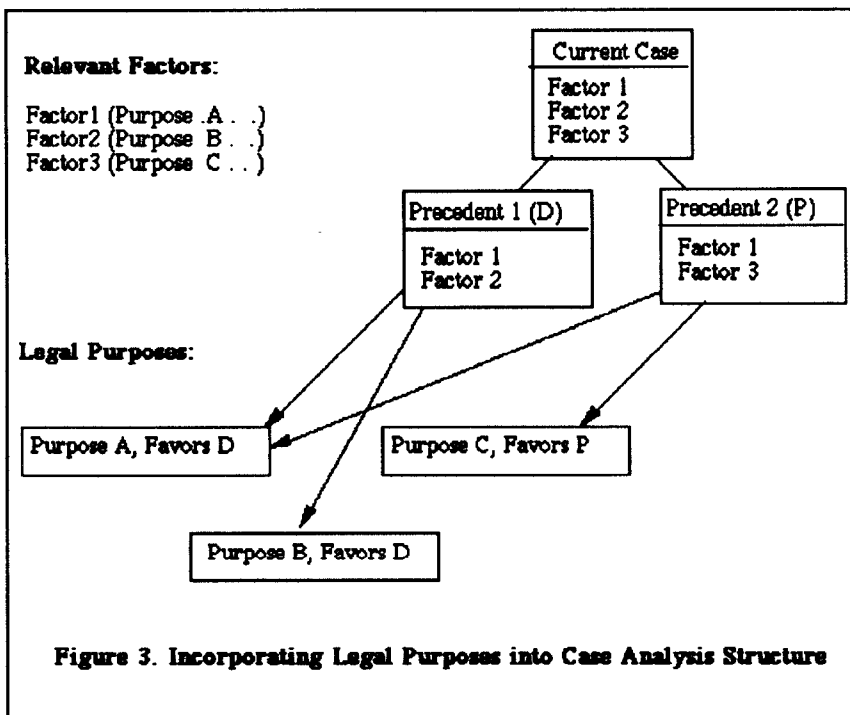 Current Case
Factor 1
Factor 2
Factor 3
Relevant Factors:
Factor1 (Purpose .A . . .)
Factor2 (Purpose B . . .)
Factor3 (Purpose C . . .)
Precedent 1 (D)
Factor 1
Factor 2
Precedent 2 (P)
Factor 1
Factor 3
Legal Purposes:
Purpose A, Favors D
Purpose C, Favors P
Purpose B, Favors D
Figure 3. Incorporating Legal Purposes into Case Analysis Structure